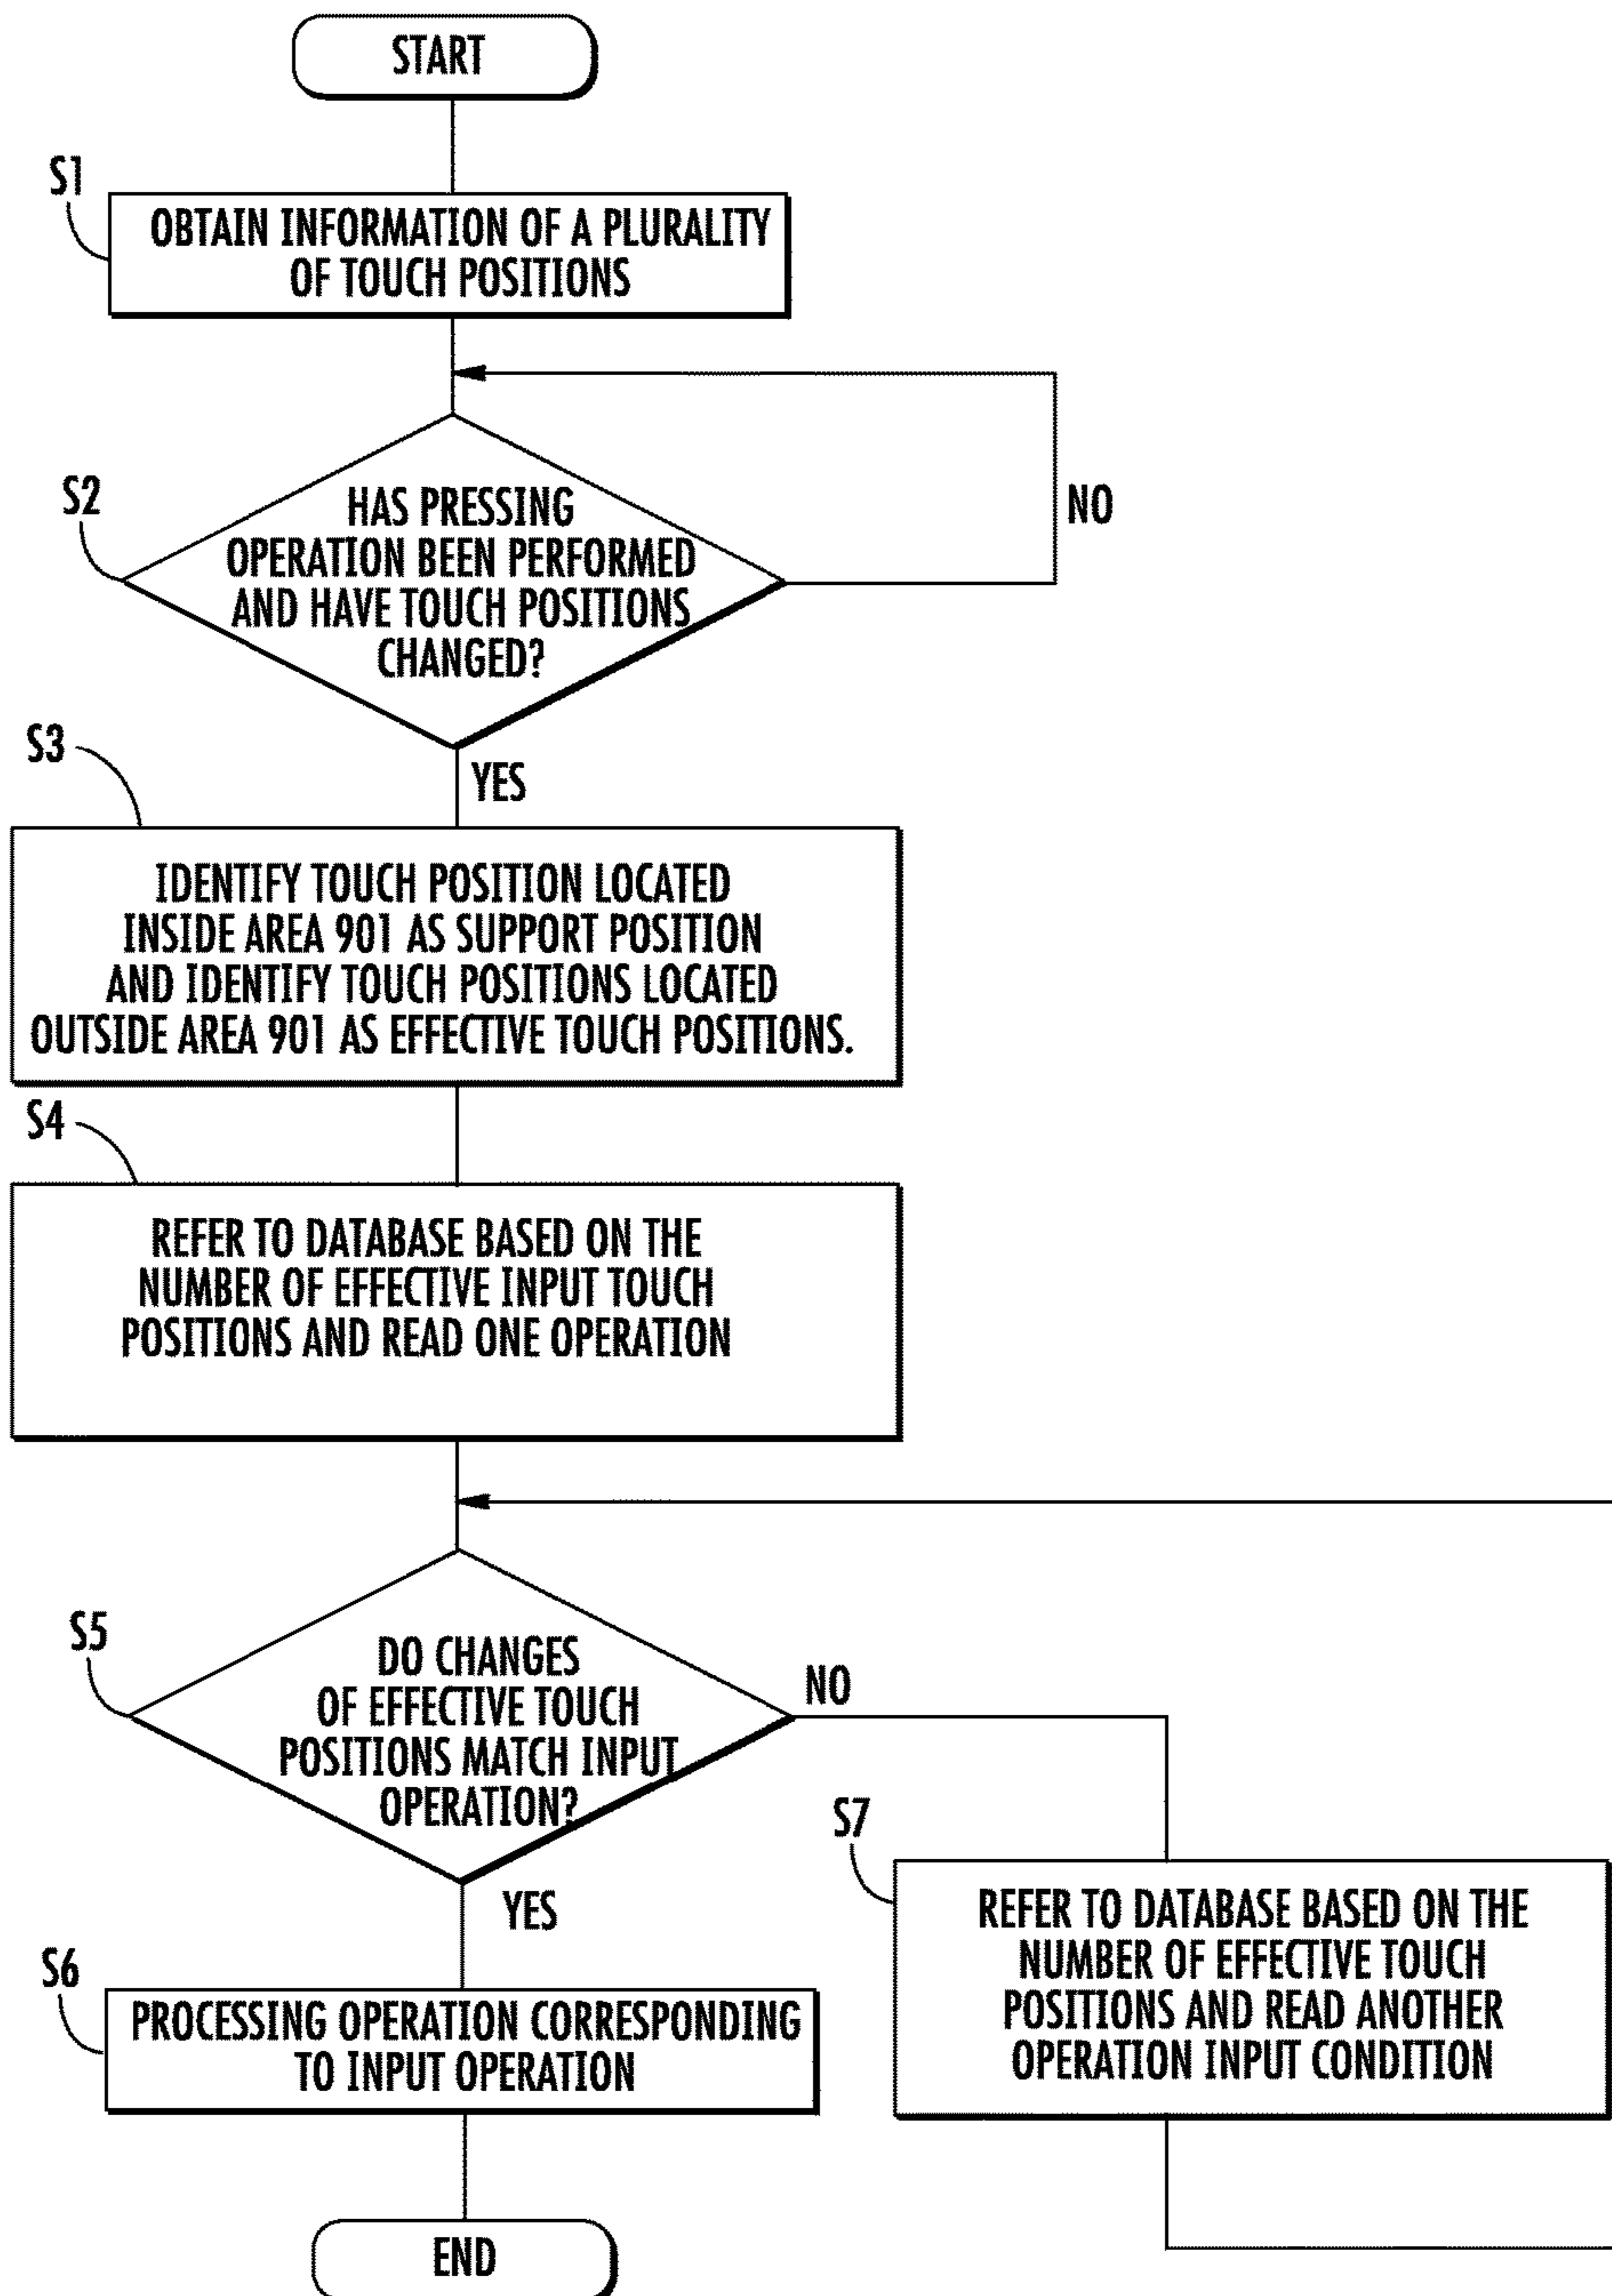 START
S1
OBTAIN INFORMATION OF A PLURALITY
OF TOUCH POSITIONS
S2
HAS PRESSING
OPERATION BEEN PERFORMED
AND HAVE TOUCH POSITIONS
CHANGED?
NO
YES
S3
IDENTIFY TOUCH POSITION LOCATED
INSIDE AREA 901 AS SUPPORT POSITION
AND IDENTIFY TOUCH POSITIONS LOCATED
OUTSIDE AREA 901 AS EFFECTIVE TOUCH POSITIONS.
S4
REFER TO DATABASE BASED ON THE
NUMBER OF EFFECTIVE INPUT TOUCH
POSITIONS AND READ ONE OPERATION
S5
DO CHANGES
OF EFFECTIVE TOUCH
POSITIONS MATCH INPUT
OPERATION?
NO
YES
S7
REFER TO DATABASE BASED ON THE
NUMBER OF EFFECTIVE TOUCH
POSITIONS AND READ ANOTHER
OPERATION INPUT CONDITION
S6
PROCESSING OPERATION CORRESPONDING
TO INPUT OPERATION
END